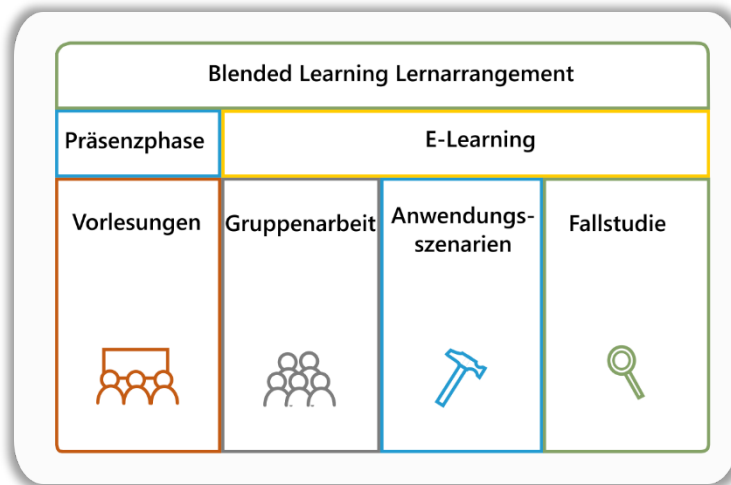 Blended Learning Lernarrangement
Präsenzphase
E-Learning
Vorlesungen
Gruppenarbeit
Anwendungs-
szenarien
Fallstudie